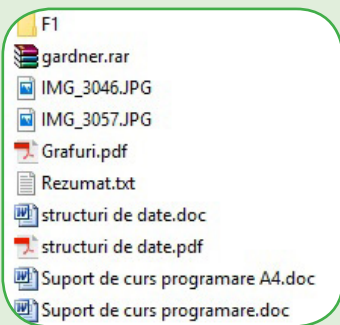 F1
gardner.rar
IMG_3046.JPG
IMG_3057.JPG
Grafuri.pdf
Rezumat.txt
structuri de date.doc
structuri de date.pdf
Suport de curs programare A4.doc
Suport de curs programare.doc